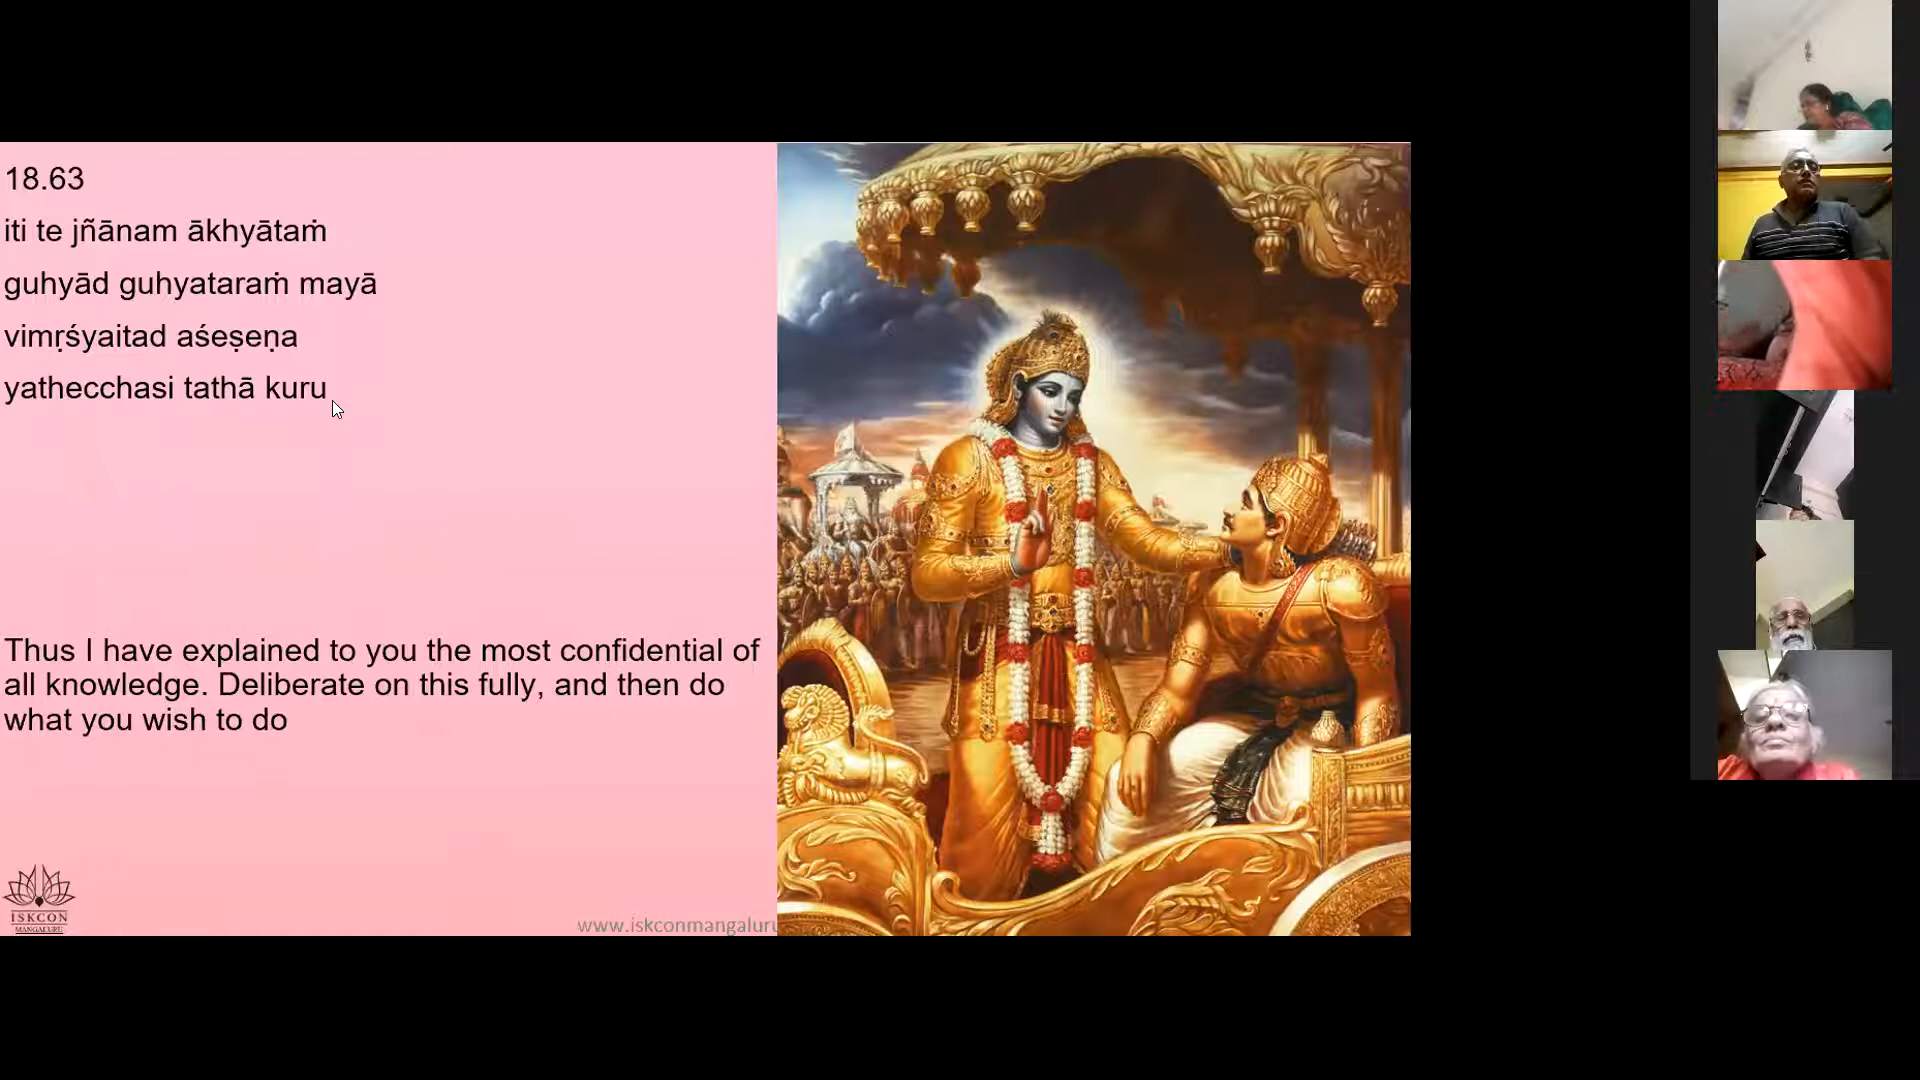 18.63
iti te jñānam ākhyātaṁ
guhyād guhyataraṁ mayā
vimṛśyaitad aśeṣeṇa
yathecchasi tathā kuru
Thus I have explained to you the most confidential of
all knowledge. Deliberate on this fully, and then do
what you wish to do
ISKCON
MANGALURU
www.iskconmangaluru